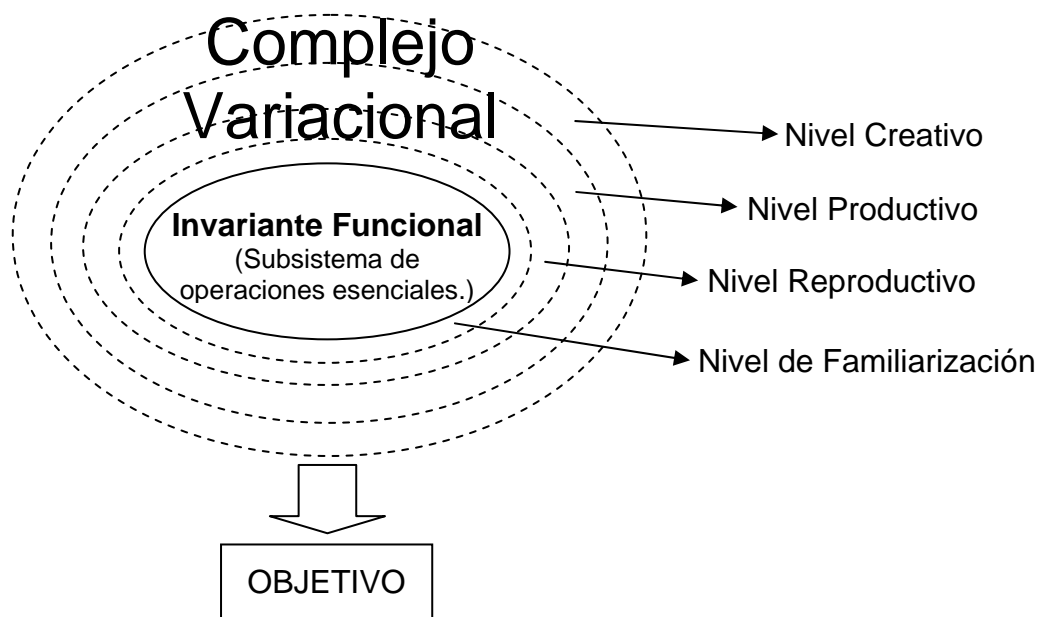 Complejo
Variacional
Invariante Funcional
(Subsistema de
operaciones esenciales.)
Nivel Creativo
Nivel Productivo
Nivel Reproductivo
Nivel de Familiarización
OBJETIVO